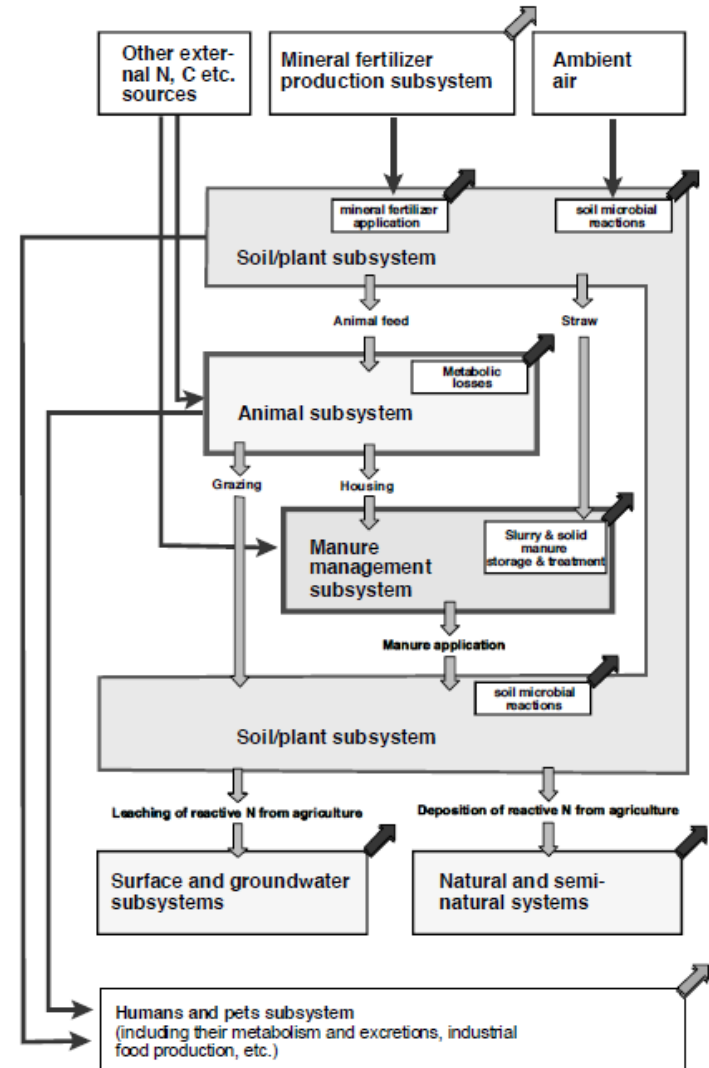 Other exter-
nal N, C etc.
sources
Mineral fertilizer
production subsystem
Ambient
air
mineral fertilizer
application
soil microbial
reactions
Soil/plant subsystem
Animal feed
Straw
Metabolic
losses
Animal subsystem
Grazing
Housing
Slurry & solid
manure
storage & treatment
Manure
management
subsystem
Manure application
soil microbial
reactions
Soil/plant subsystem
Leaching of reactive N from agriculture
Deposition of reactive N from agriculture
Surface and groundwater
subsystems
Natural and semi-
natural systems
Humans and pets subsystem
(including their metabolism and excretions, industrial
food production, etc.)